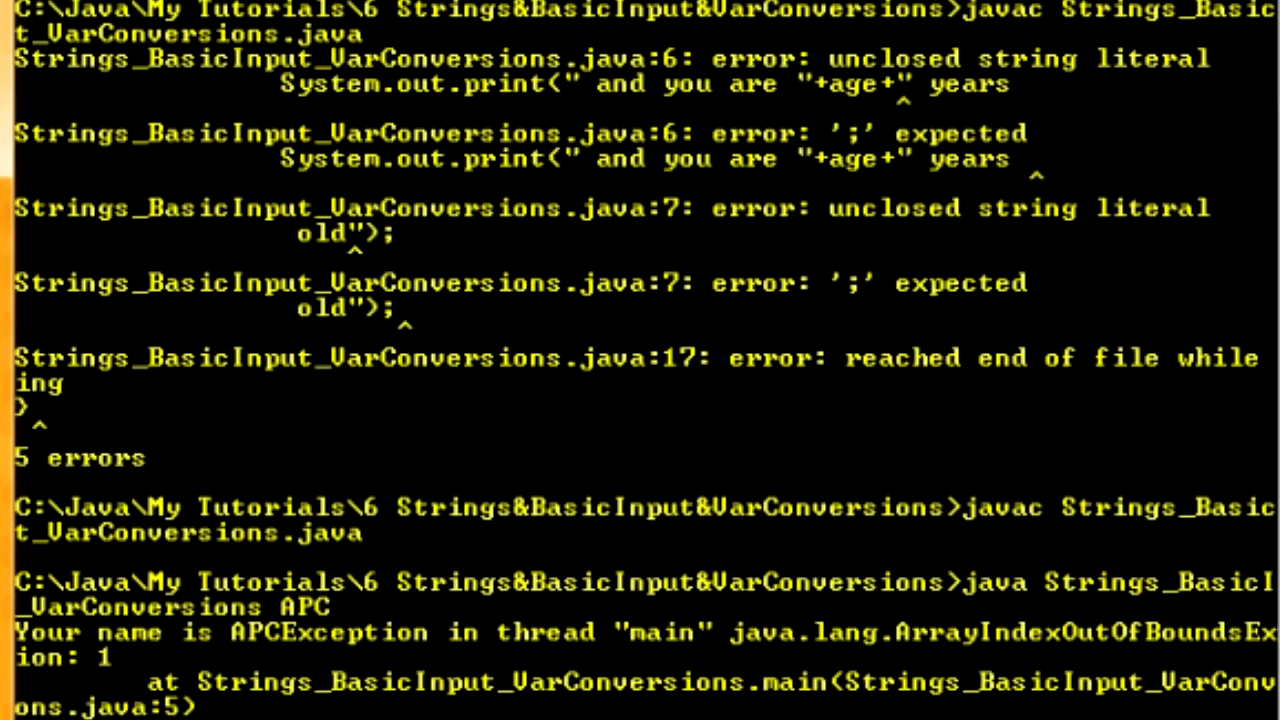 C:\Java\My Tutorials\6 Strings&BasicInput&VarConversions>javac Strings_Basic
t_VarConversions.java
Strings_BasicInput_VarConversions.java:6: error: unclosed string literal
System.out.print(" and you are "+age+" years
^
Strings_BasicInput_VarConversions.java:6: error: ';' expected
System.out.print(" and you are "+age+" years
^
Strings_BasicInput_VarConversions.java:7: error: unclosed string literal
old");
^
Strings_BasicInput_VarConversions.java:7: error: ';' expected
old");
^
Strings_BasicInput_VarConversions.java:17: error: reached end of file while
ing
}
^
5 errors
C:\Java\My Tutorials\6 Strings&BasicInput&VarConversions>javac Strings_Basic
t_VarConversions.java
C:\Java\My Tutorials\6 Strings&BasicInput&VarConversions>java Strings_BasicI
_VarConversions APC
Your name is APCException in thread "main" java.lang.ArrayIndexOutOfBoundsEx
ion: 1
at Strings_BasicInput_VarConversions.main(Strings_BasicInput_VarConv
ons.java:5)